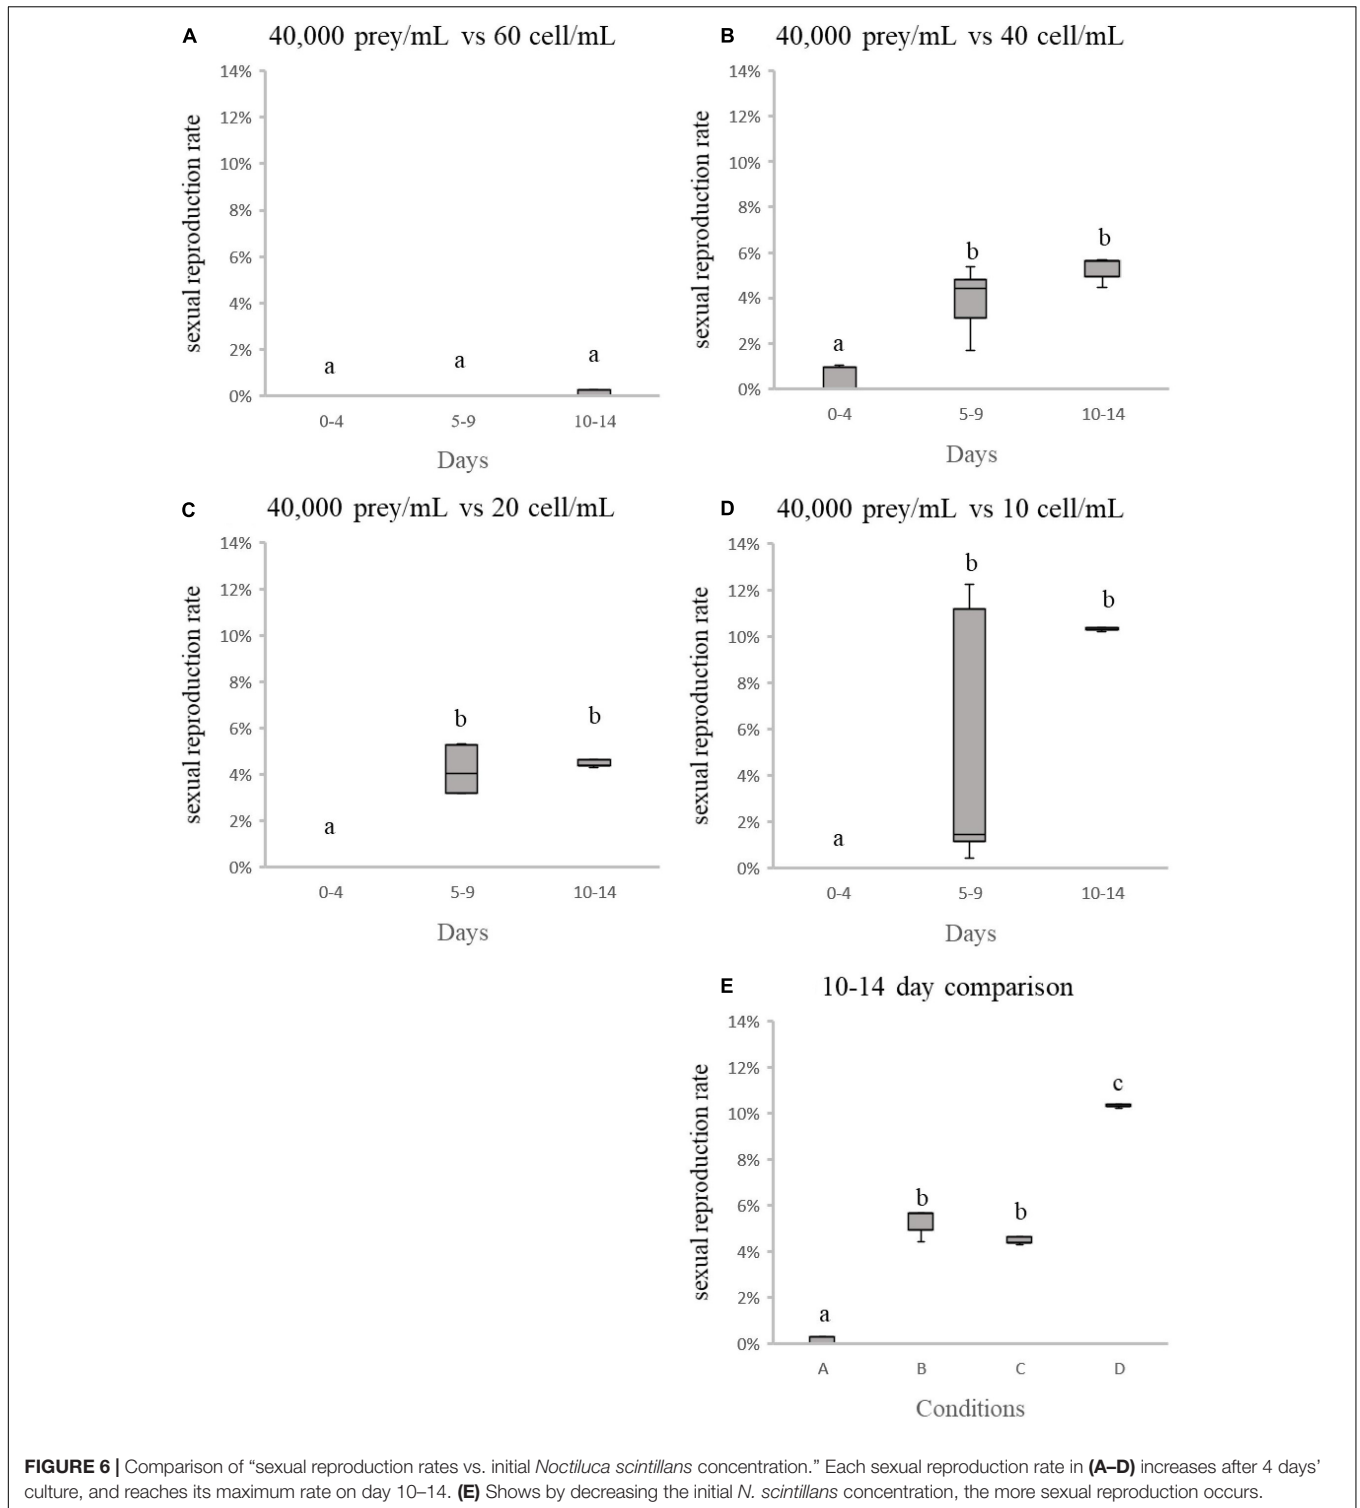 A 40,000 prey/mL vs 60 cell/mL
14%
12%
10%
8%
6%
4%
2%
0%
sexual reproduction rate
a a a
0-4 5-9 10-14
Days
B 40,000 prey/mL vs 40 cell/mL
14%
12%
10%
8%
6%
4%
2%
0%
sexual reproduction rate
a b b
0-4 5-9 10-14
Days
C 40,000 prey/mL vs 20 cell/mL
14%
12%
10%
8%
6%
4%
2%
0%
sexual reproduction rate
a b b
0-4 5-9 10-14
Days
D 40,000 prey/mL vs 10 cell/mL
14%
12%
10%
8%
6%
4%
2%
0%
sexual reproduction rate
a b b
0-4 5-9 10-14
Days
E 10-14 day comparison
14%
12%
10%
8%
6%
4%
2%
0%
sexual reproduction rate
a b b c
A B C D
Conditions
FIGURE 6 | Comparison of “sexual reproduction rates vs. initial Noctiluca scintillans concentration.” Each sexual reproduction rate in (A–D) increases after 4 days’
culture, and reaches its maximum rate on day 10–14. (E) Shows by decreasing the initial N. scintillans concentration, the more sexual reproduction occurs.